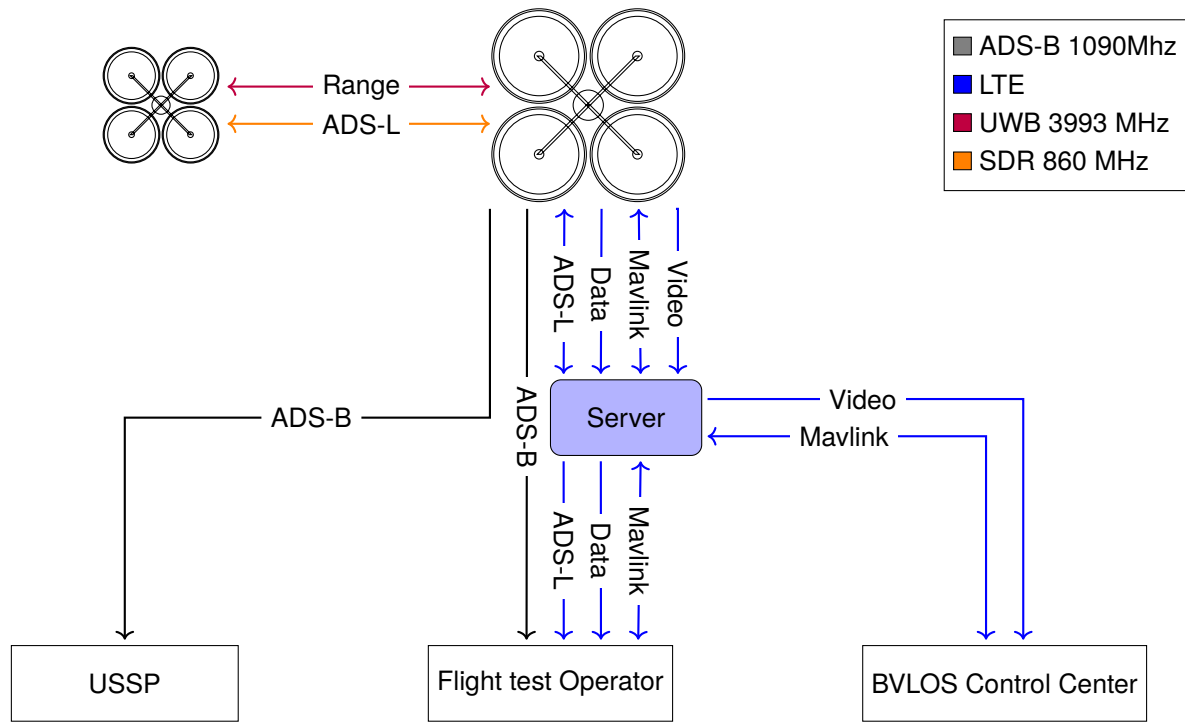 Range
ADS-L
ADS-B 1090Mhz
LTE
UWB 3993 MHz
SDR 860 MHz
ADS-L
Data
Mavlink
Video
ADS-B
ADS-B
Server
Video
Mavlink
ADS-L
Data
Mavlink
USSP
Flight test Operator
BVLOS Control Center